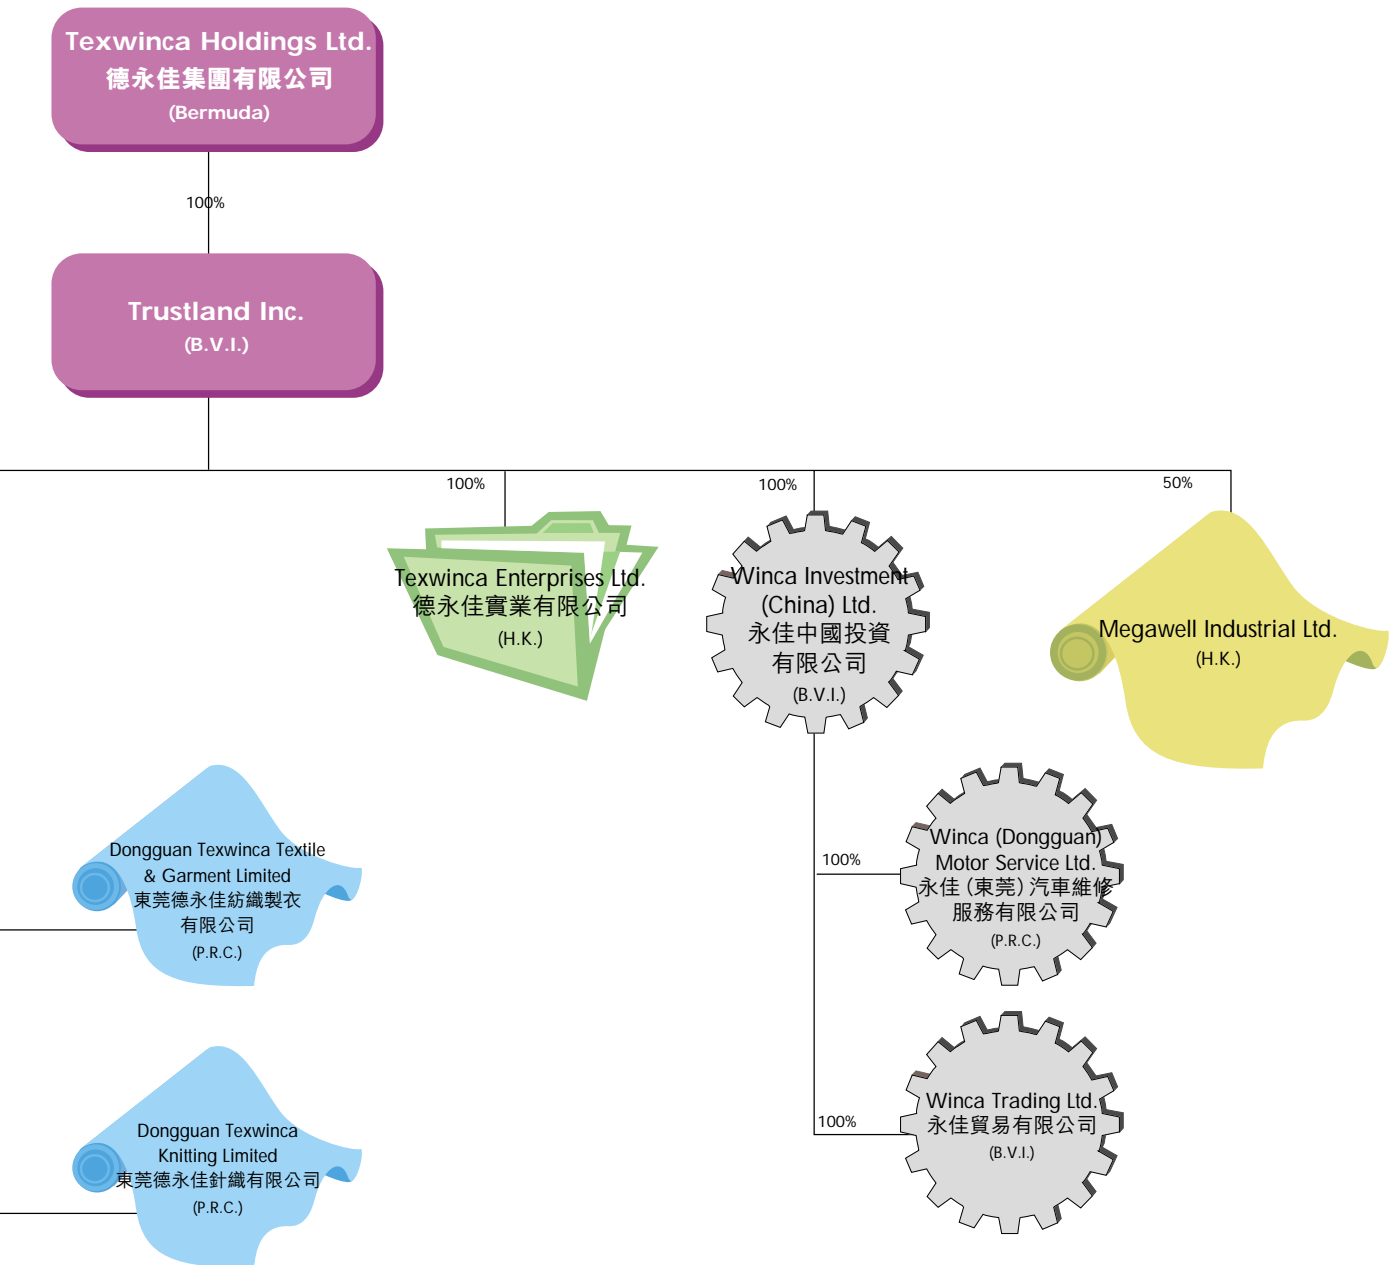 Texwinca Holdings Ltd.
德永佳集團有限公司
(Bermuda)
100%
Trustland Inc.
(B.V.I.)
100%
100%
50%
Texwinca Enterprises Ltd.
德永佳實業有限公司
(H.K.)
Winca Investment
(China) Ltd.
永佳中國投資
有限公司
(B.V.I.)
Megawell Industrial Ltd.
(H.K.)
Dongguan Texwinca Textile
& Garment Limited
東莞德永佳紡織製衣
有限公司
(P.R.C.)
100%
Winca (Dongguan)
Motor Service Ltd.
永佳(東莞)汽車維修
服務有限公司
(P.R.C.)
Dongguan Texwinca
Knitting Limited
東莞德永佳針織有限公司
(P.R.C.)
100%
Winca Trading Ltd.
永佳貿易有限公司
(B.V.I.)